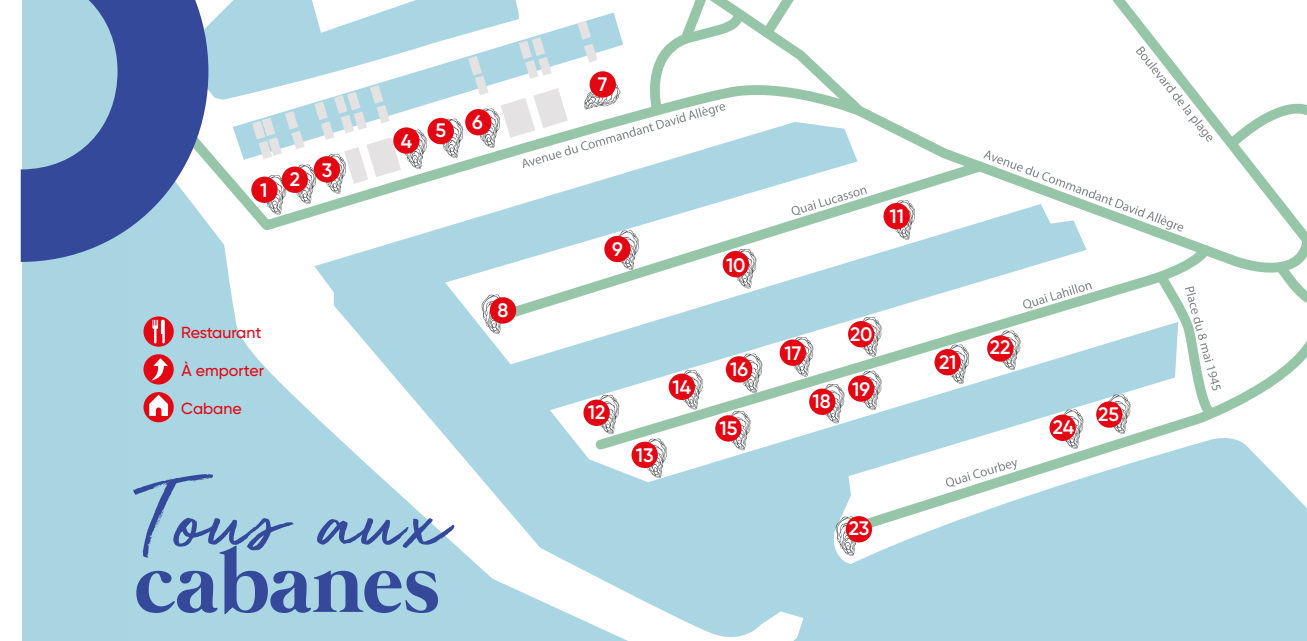 7
Boulevard de la plage
6
5
4
Avenue du Commandant David Allègre
3
2
1
Avenue du Commandant David Allègre
Quai Lucasson
11
9
10
8
Quai Lahillon
Place du 8 mai 1945
20
22
17
21
16
14
19
18
12
15
13
25
24
Quai Courbey
23
Restaurant
À emporter
Cabane
Tous aux
cabanes